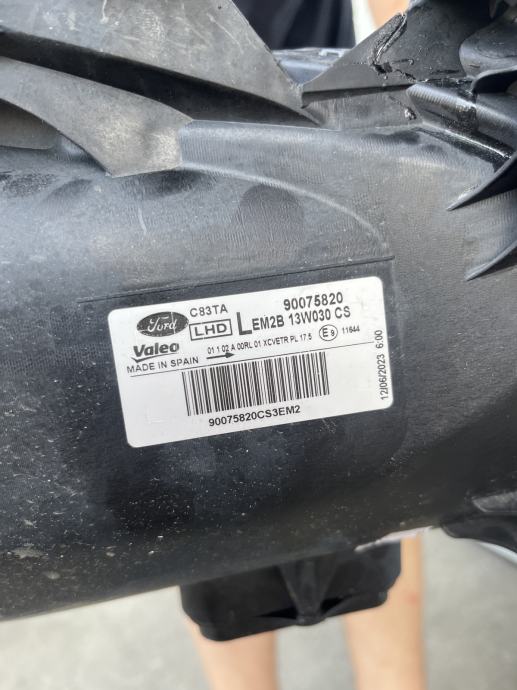 C83TA
90075820
Ford
LHD
LEM2B 13W030 CS
Valeo
01 1 02 A 00RL 01 XCVETR PL 17.5
E9 11644
MADE IN SPAIN
90075820CS3EM2
12/06/2023 6:00